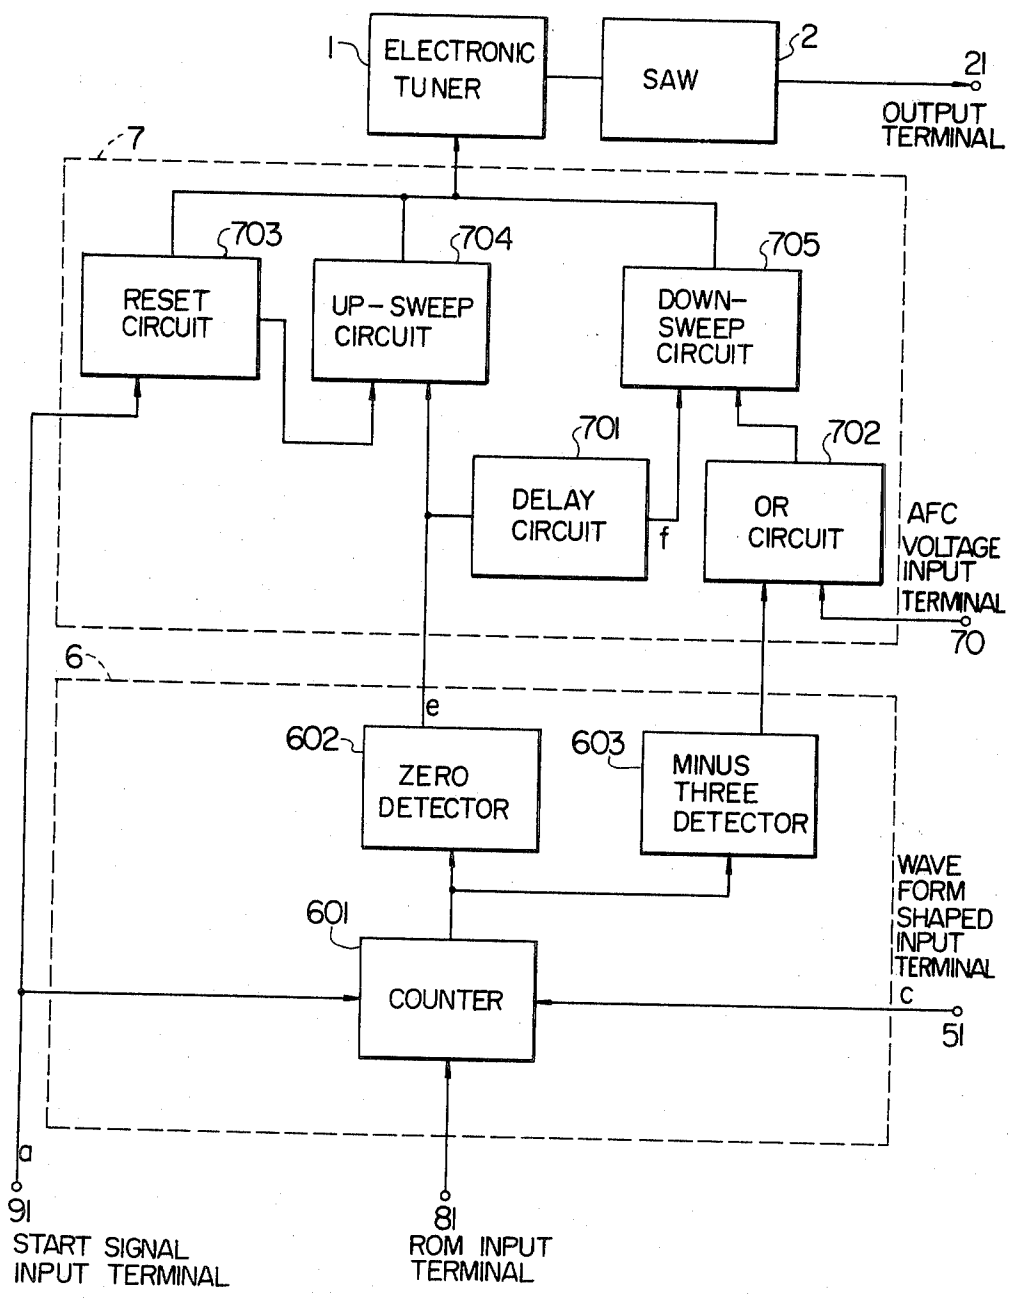 1
ELECTRONIC
TUNER
2
SAW
21
OUTPUT
TERMINAL
7
703
RESET
CIRCUIT
704
UP-SWEEP
CIRCUIT
705
DOWN-
SWEEP
CIRCUIT
701
DELAY
CIRCUIT
f
702
OR
CIRCUIT
AFC
VOLTAGE
INPUT
TERMINAL
70
6
e
602
ZERO
DETECTOR
603
MINUS
THREE
DETECTOR
601
COUNTER
WAVE
FORM
SHAPED
INPUT
TERMINAL
c
51
a
91
START SIGNAL
INPUT TERMINAL
81
ROM INPUT
TERMINAL